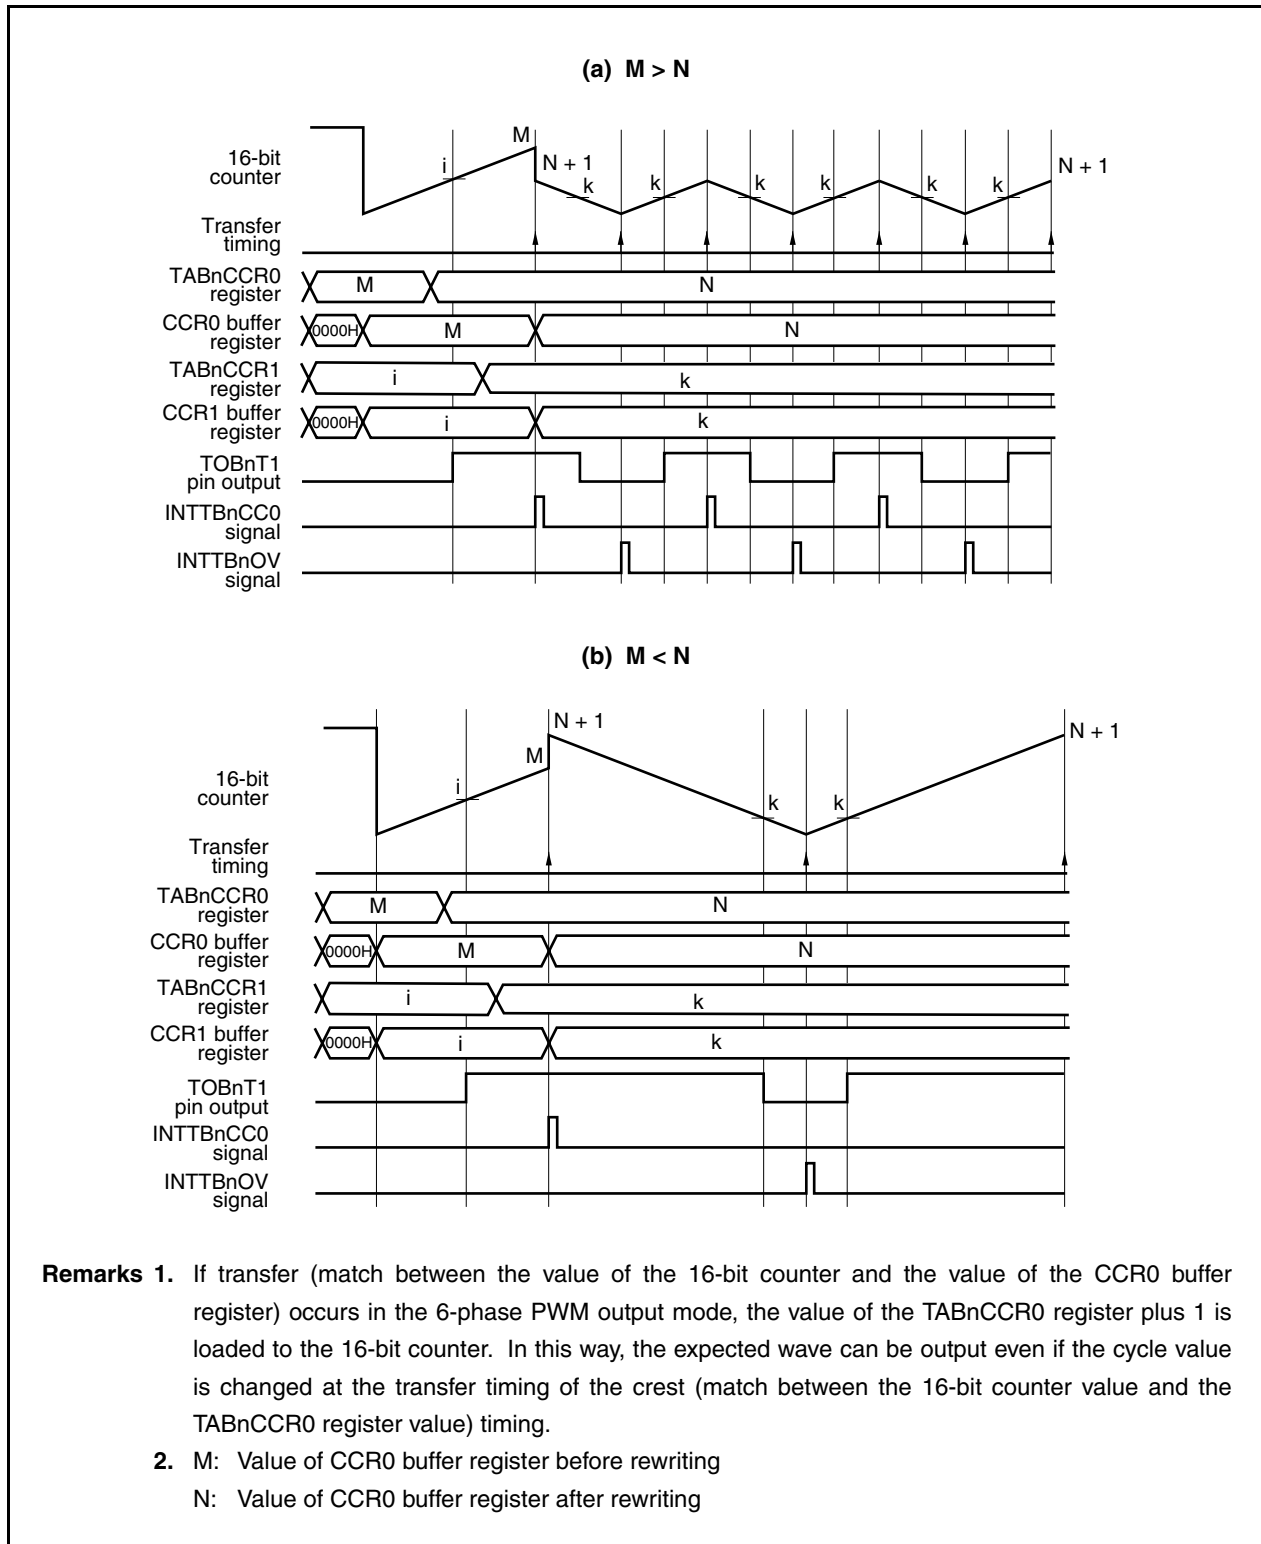 (a) M > N
M
i
N + 1
k
k
k
k
k
k
N + 1
16-bit
counter
Transfer
timing
TABnCCR0
register
M
N
CCR0 buffer
register
0000H
M
N
TABnCCR1
register
i
k
CCR1 buffer
register
0000H
i
k
TOBnT1
pin output
INTTBnCC0
signal
INTTBnOV
signal
(b) M < N
N + 1
N + 1
M
i
k
k
16-bit
counter
Transfer
timing
TABnCCR0
register
M
N
CCR0 buffer
register
0000H
M
N
TABnCCR1
register
i
k
CCR1 buffer
register
0000H
i
k
TOBnT1
pin output
INTTBnCC0
signal
INTTBnOV
signal
Remarks 1. If transfer (match between the value of the 16-bit counter and the value of the CCR0 buffer
register) occurs in the 6-phase PWM output mode, the value of the TABnCCR0 register plus 1 is
loaded to the 16-bit counter. In this way, the expected wave can be output even if the cycle value
is changed at the transfer timing of the crest (match between the 16-bit counter value and the
TABnCCR0 register value) timing.
2. M: Value of CCR0 buffer register before rewriting
N: Value of CCR0 buffer register after rewriting